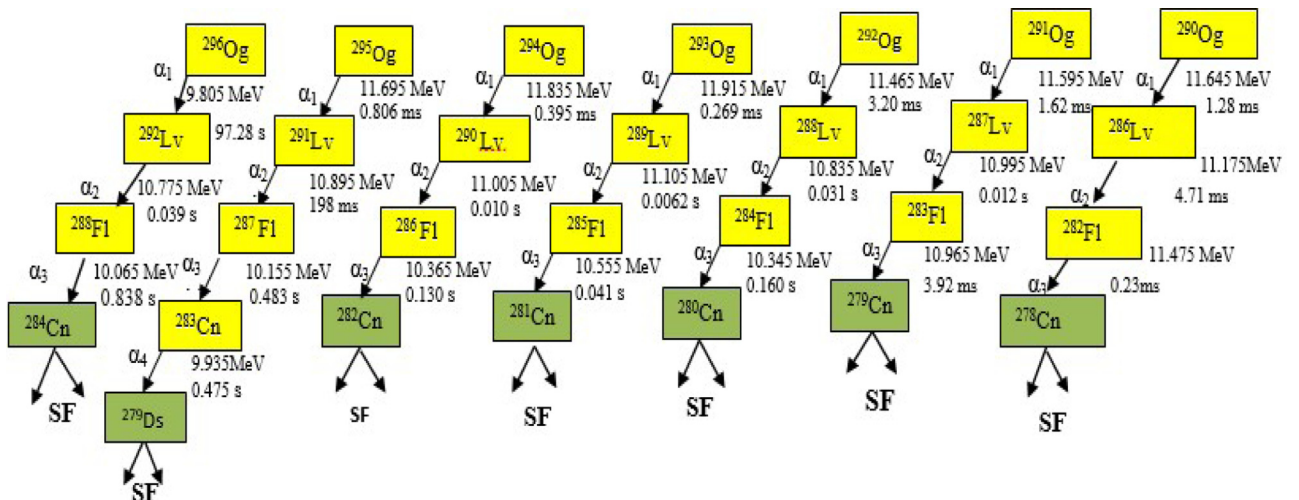 ²⁹⁶Og
²⁹⁵Og
²⁹⁴Og
²⁹³Og
²⁹²Og
²⁹¹Og
²⁹⁰Og
α₁
9.805 MeV
97.28 s
α₁
11.695 MeV
0.806 ms
α₁
11.835 MeV
0.395 ms
α₁
11.915 MeV
0.269 ms
α₁
11.465 MeV
3.20 ms
α₁
11.595 MeV
1.62 ms
α₁
11.645 MeV
1.28 ms
²⁹²Lv
²⁹¹Lv
²⁹⁰Lv.
²⁸⁹Lv
²⁸⁸Lv
²⁸⁷Lv
²⁸⁶Lv
α₂
10.775 MeV
0.039 s
α₂
10.895 MeV
198 ms
α₂
11.005 MeV
0.010 s
α₂
11.105 MeV
0.0062 s
α₂
10.835 MeV
0.031 s
α₂
10.995 MeV
0.012 s
α₂
11.175MeV
4.71 ms
²⁸⁸Fl
²⁸⁷Fl
²⁸⁶Fl
²⁸⁵Fl
²⁸⁴Fl
²⁸³Fl
²⁸²Fl
α₃
10.065 MeV
0.838 s
α₃
10.155 MeV
0.483 s
α₃
10.365 MeV
0.130 s
α₃
10.555 MeV
0.041 s
α₃
10.345 MeV
0.160 s
α₃
10.965 MeV
3.92 ms
α₃
11.475 MeV
0.23ms
²⁸⁴Cn
²⁸³Cn
²⁸²Cn
²⁸¹Cn
²⁸⁰Cn
²⁷⁹Cn
²⁷⁸Cn
α₄
9.935MeV
0.475 s
SF
SF
SF
SF
SF
SF
²⁷⁹Ds
SF